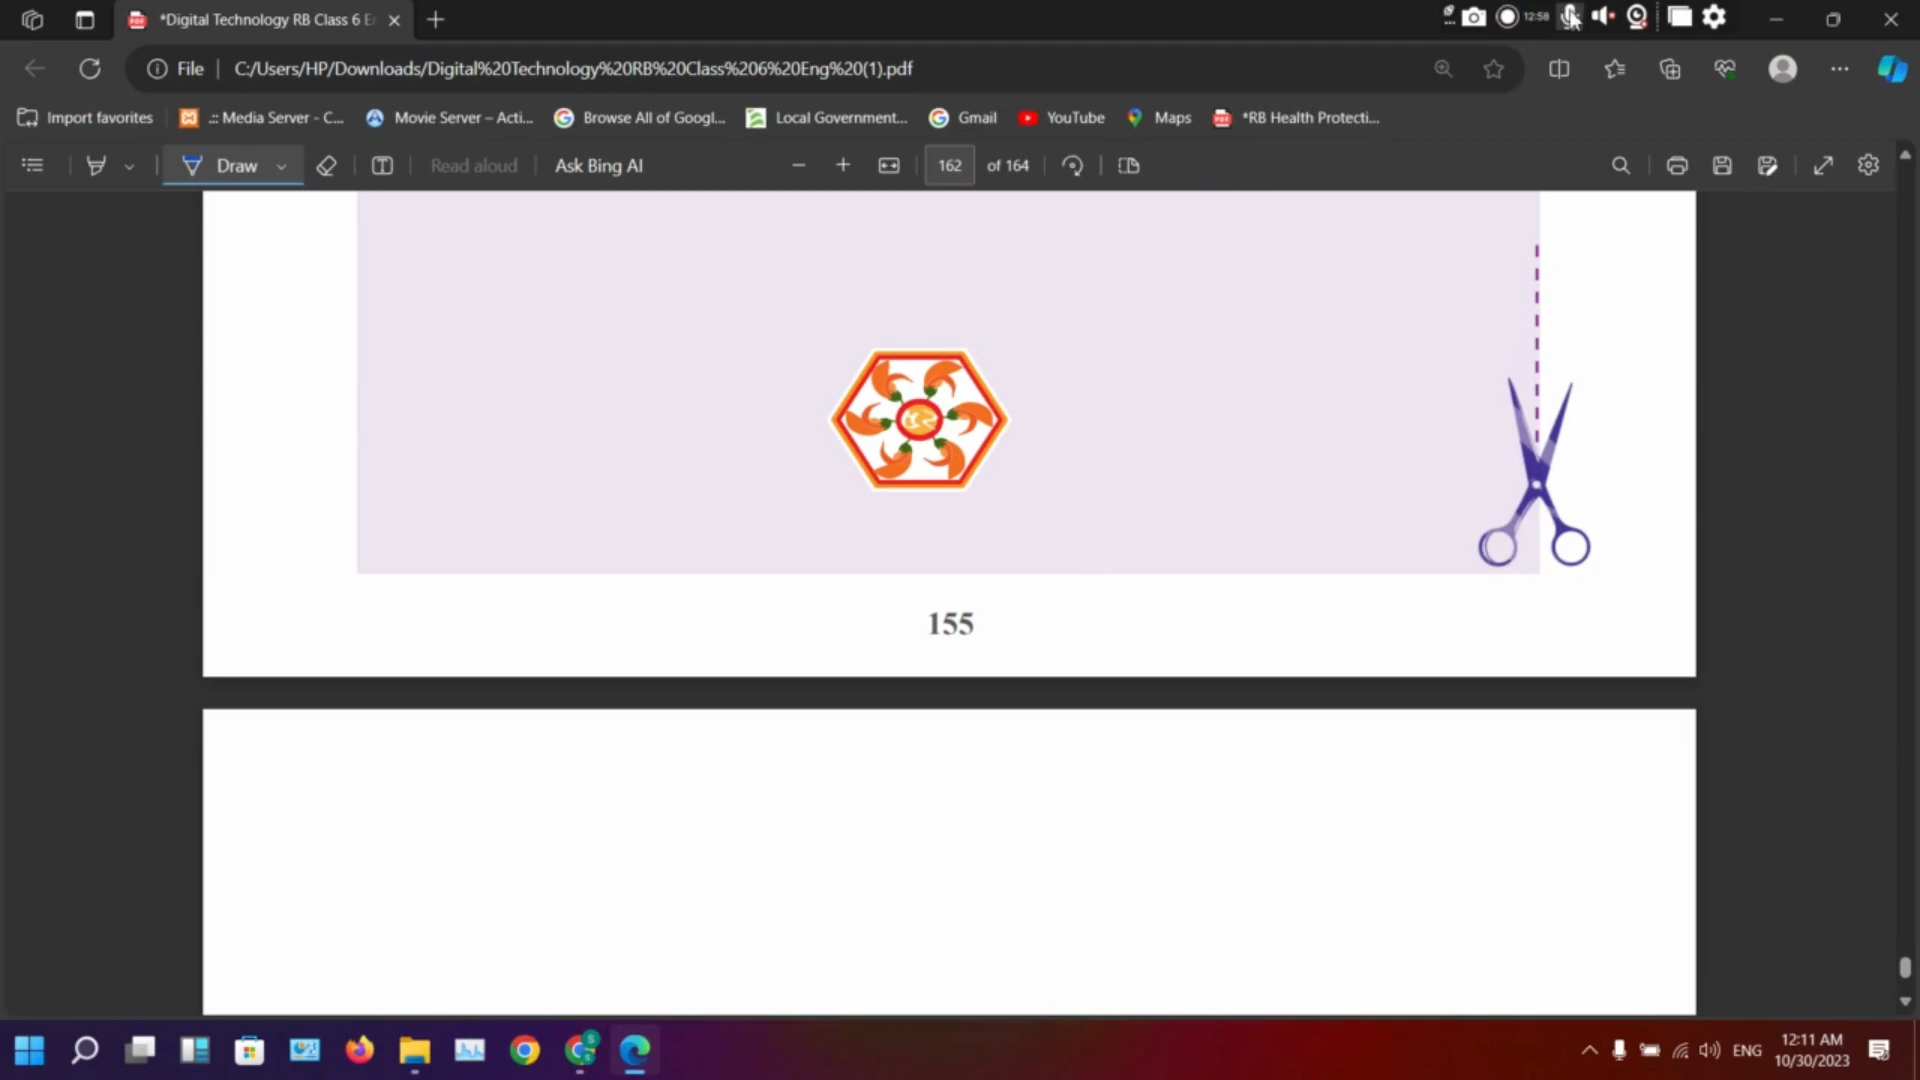 *Digital Technology RB Class 6 E
12:58
File
C:/Users/HP/Downloads/Digital%20Technology%20RB%20Class%206%20Eng%20(1).pdf
Import favorites
.:: Media Server - C...
Movie Server – Acti...
Browse All of Googl...
Local Government...
Gmail
YouTube
Maps
*RB Health Protecti...
Draw
Read aloud
Ask Bing AI
162
of 164
155
ENG
12:11 AM
10/30/2023